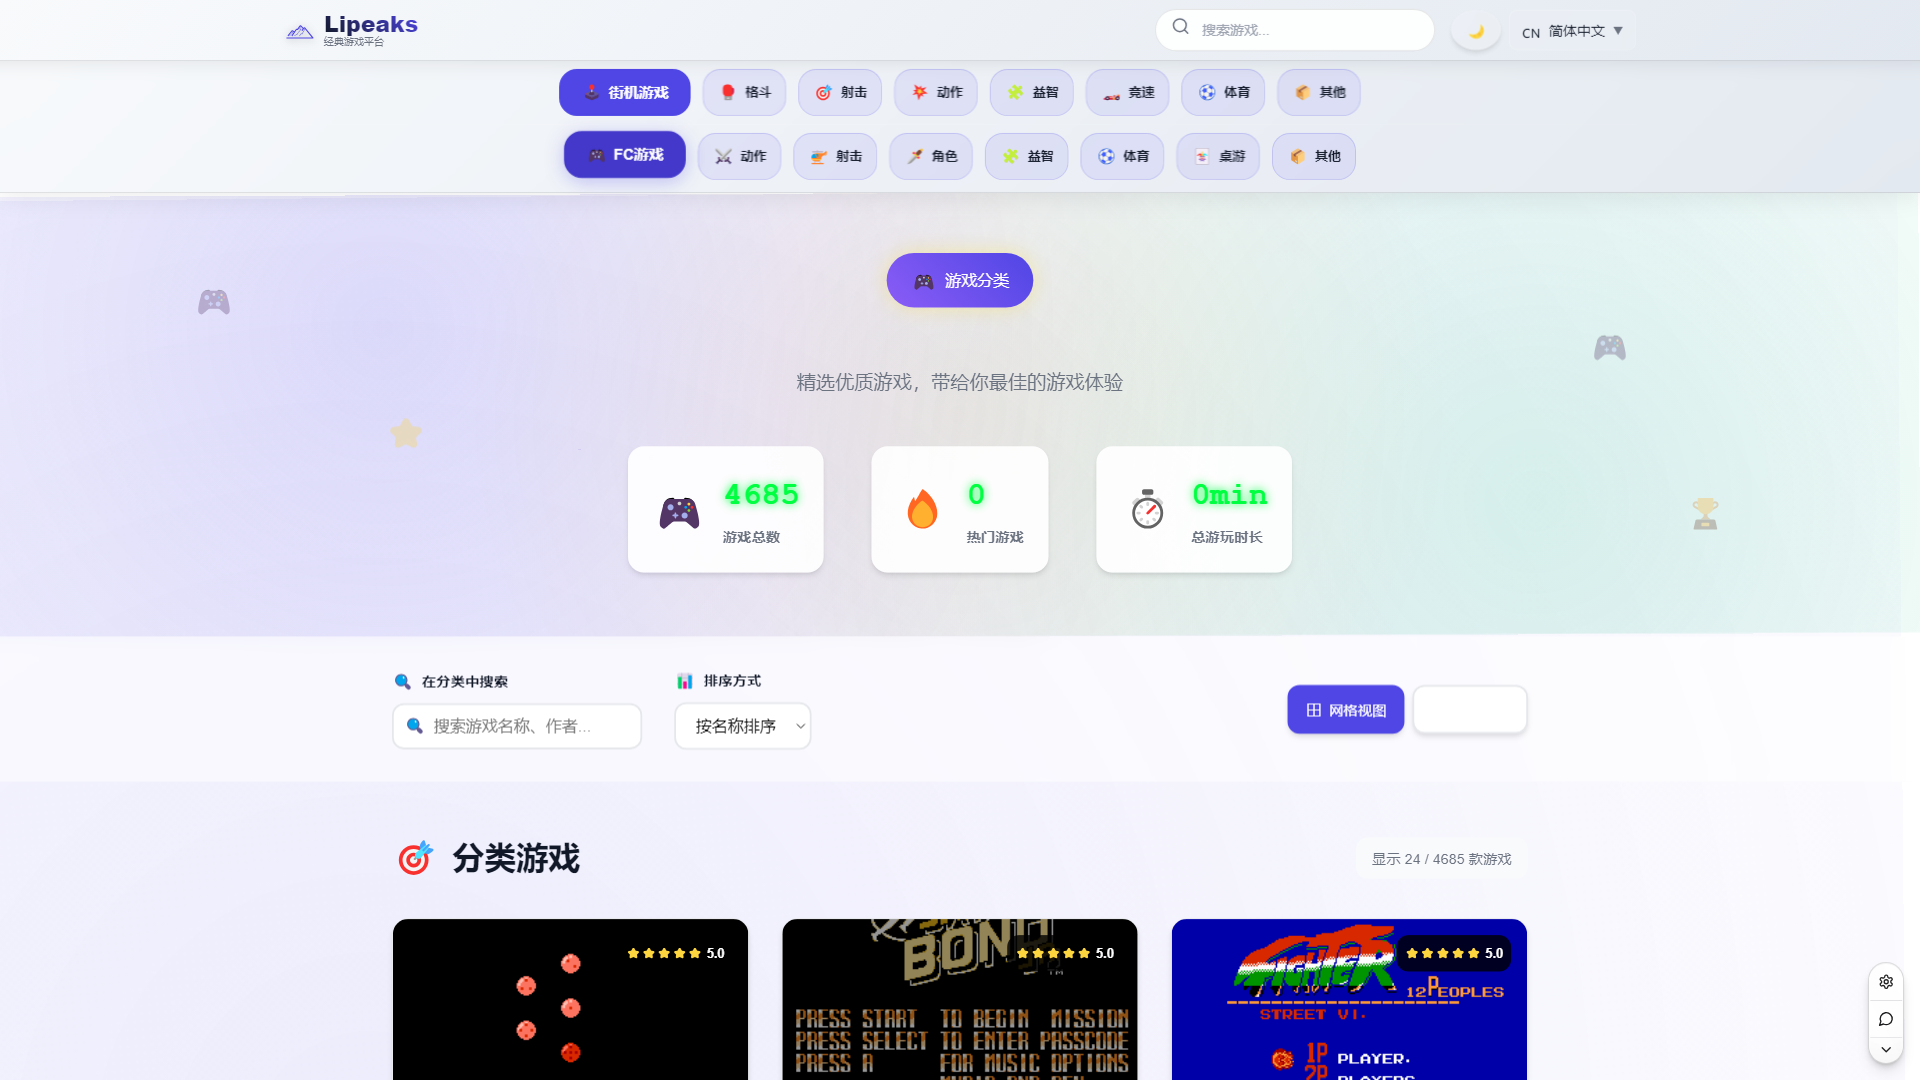 Lipeaks
经典游戏平台
搜索游戏...
🌙
CN 简体中文 ▼
街机游戏
格斗
射击
动作
益智
竞速
体育
其他
FC游戏
动作
射击
角色
益智
体育
桌游
其他
游戏分类
精选优质游戏，带给你最佳的游戏体验
4685
游戏总数
0
热门游戏
0min
总游玩时长
在分类中搜索
搜索游戏名称、作者...
排序方式
按名称排序
网格视图
分类游戏
显示 24 / 4685 款游戏
5.0
BOND
TM
5.0
PRESS START TO BEGIN MISSION
PRESS SELECT TO ENTER PASSCODE
PRESS A FOR MUSIC OPTIONS
FIGHTER
5.0
12PEOPLES
STREET VI.
1P PLAYER.
2P PLAYERS